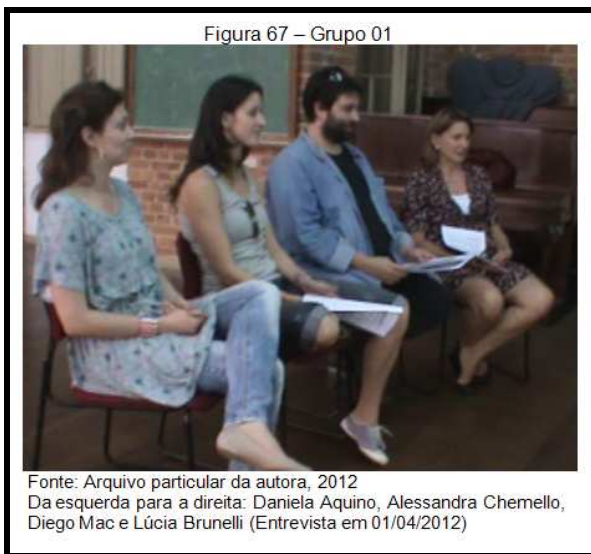 Figura 67 – Grupo 01
Fonte: Arquivo particular da autora, 2012
Da esquerda para a direita: Daniela Aquino, Alessandra Chemello,
Diego Mac e Lúcia Brunelli (Entrevista em 01/04/2012)